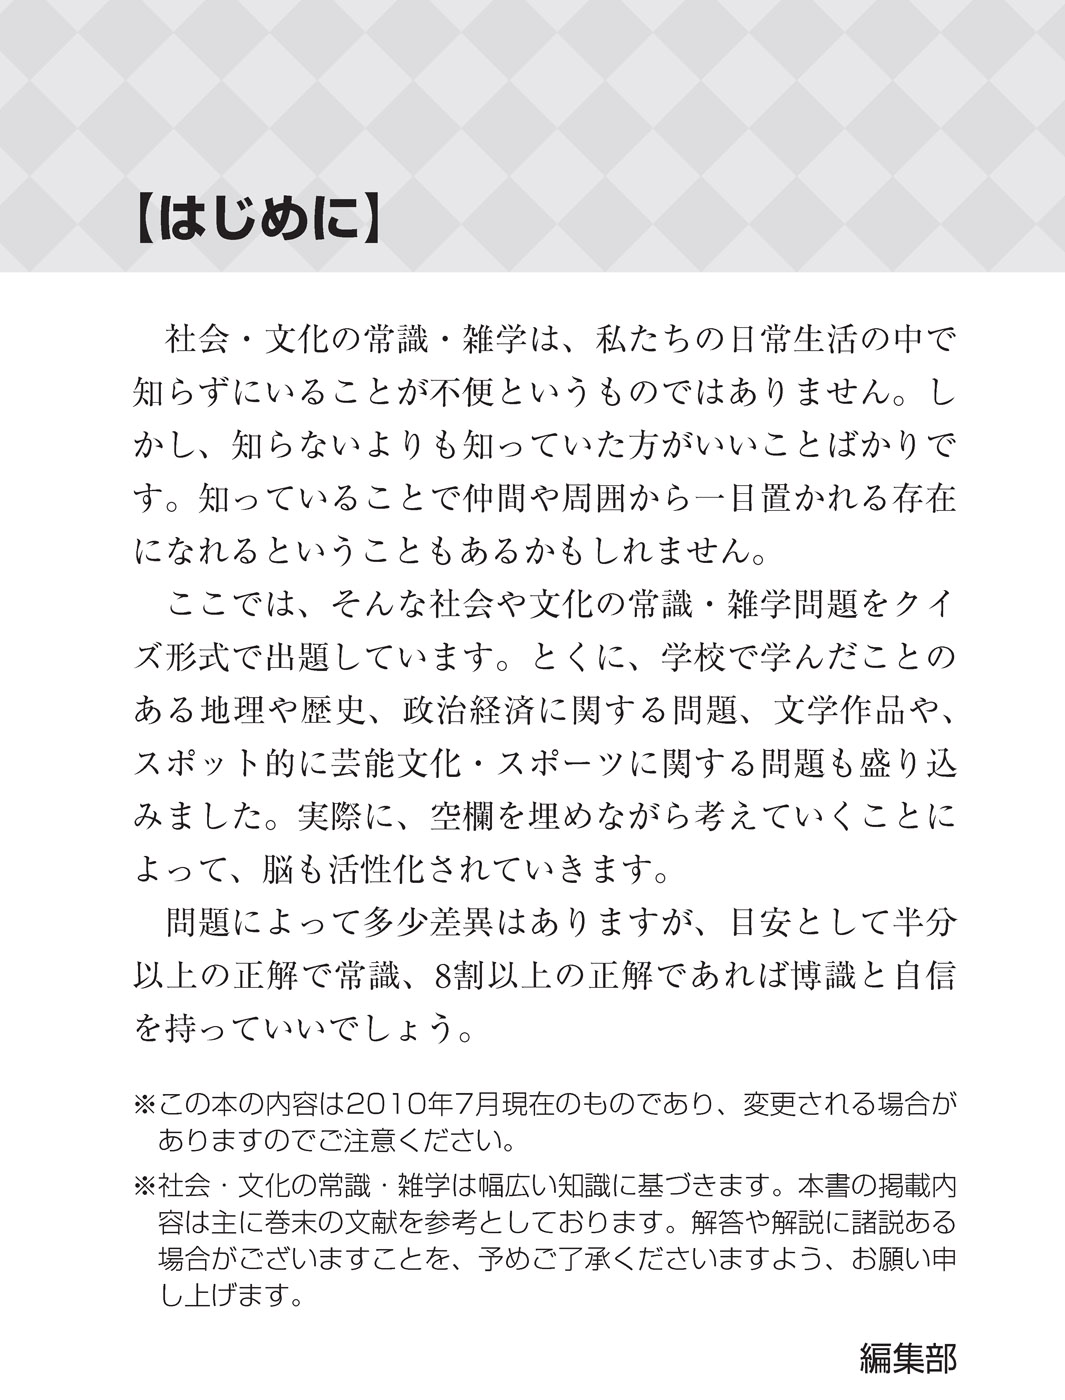 【はじめに】
　社会・文化の常識・雑学は、私たちの日常生活の中で
知らずにいることが不便というものではありません。し
かし、知らないよりも知っていた方がいいことばかりで
す。知っていることで仲間や周囲から一目置かれる存在
になれるということもあるかもしれません。
　ここでは、そんな社会や文化の常識・雑学問題をクイ
ズ形式で出題しています。とくに、学校で学んだことの
ある地理や歴史、政治経済に関する問題、文学作品や、
スポット的に芸能文化・スポーツに関する問題も盛り込
みました。実際に、空欄を埋めながら考えていくことに
よって、脳も活性化されていきます。
　問題によって多少差異はありますが、目安として半分
以上の正解で常識、8割以上の正解であれば博識と自信
を持っていいでしょう。
※この本の内容は2010年7月現在のものであり、変更される場合が
ありますのでご注意ください。
※社会・文化の常識・雑学は幅広い知識に基づきます。本書の掲載内
容は主に巻末の文献を参考としております。解答や解説に諸説ある
場合がございますことを、予めご了承くださいますよう、お願い申
し上げます。
編集部